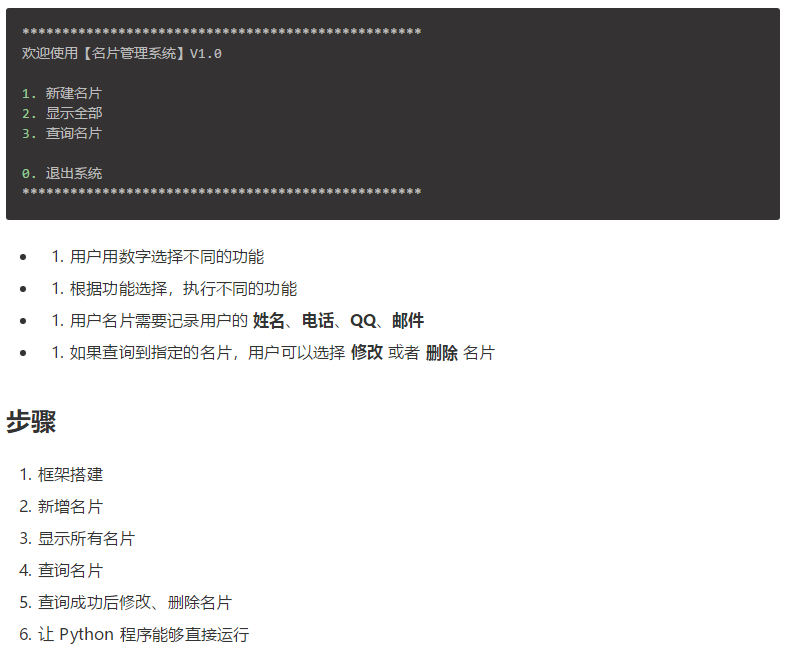 **************************************************
欢迎使用【名片管理系统】V1.0
1. 新建名片
2. 显示全部
3. 查询名片
0. 退出系统
**************************************************
1. 用户用数字选择不同的功能
1. 根据功能选择，执行不同的功能
1. 用户名片需要记录用户的 姓名、电话、QQ、邮件
1. 如果查询到指定的名片，用户可以选择 修改 或者 删除 名片
步骤
1. 框架搭建
2. 新增名片
3. 显示所有名片
4. 查询名片
5. 查询成功后修改、删除名片
6. 让 Python 程序能够直接运行